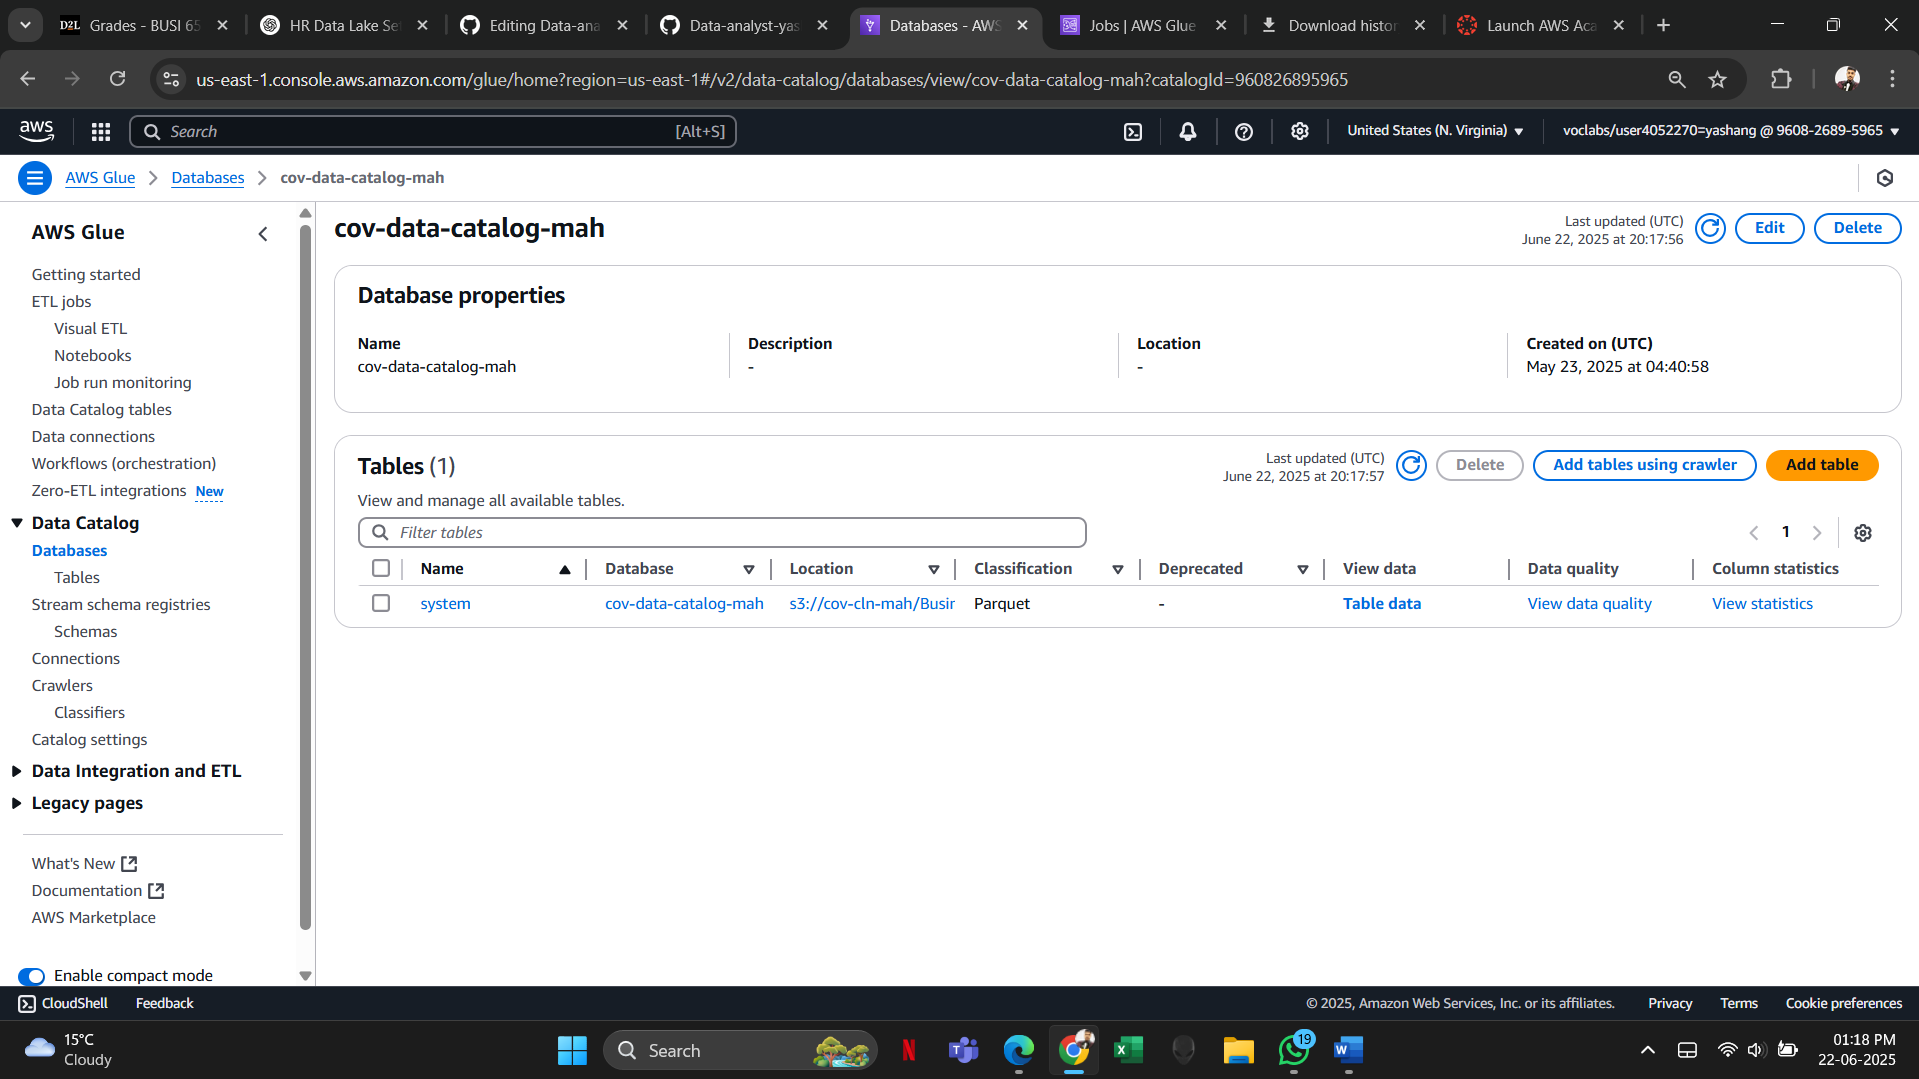 D2L Grades - BUSI 65
HR Data Lake Se
Editing Data-ana
Data-analyst-yas
Databases - AWS
Jobs | AWS Glue
Download histor
Launch AWS Aca
us-east-1.console.aws.amazon.com/glue/home?region=us-east-1#/v2/data-catalog/databases/view/cov-data-catalog-mah?catalogId=960826895965
aws
Search
[Alt+S]
United States (N. Virginia)
voclabs/user4052270=yashang @ 9608-2689-5965
AWS Glue
Databases
cov-data-catalog-mah
AWS Glue
Getting started
ETL jobs
Visual ETL
Notebooks
Job run monitoring
Data Catalog tables
Data connections
Workflows (orchestration)
Zero-ETL integrations New
Data Catalog
Databases
Tables
Stream schema registries
Schemas
Connections
Crawlers
Classifiers
Catalog settings
Data Integration and ETL
Legacy pages
What's New
Documentation
AWS Marketplace
Enable compact mode
cov-data-catalog-mah
Last updated (UTC)
June 22, 2025 at 20:17:56
Edit
Delete
Database properties
Name
cov-data-catalog-mah
Description
-
Location
-
Created on (UTC)
May 23, 2025 at 04:40:58
Tables (1)
Last updated (UTC)
June 22, 2025 at 20:17:57
Delete
Add tables using crawler
Add table
View and manage all available tables.
Filter tables
1
Name Database Location Classification Deprecated View data Data quality Column statistics
system cov-data-catalog-mah s3://cov-cln-mah/Busir Parquet - Table data View data quality View statistics
CloudShell
Feedback
© 2025, Amazon Web Services, Inc. or its affiliates.
Privacy
Terms
Cookie preferences
15°C
Cloudy
Search
19
01:18 PM
22-06-2025